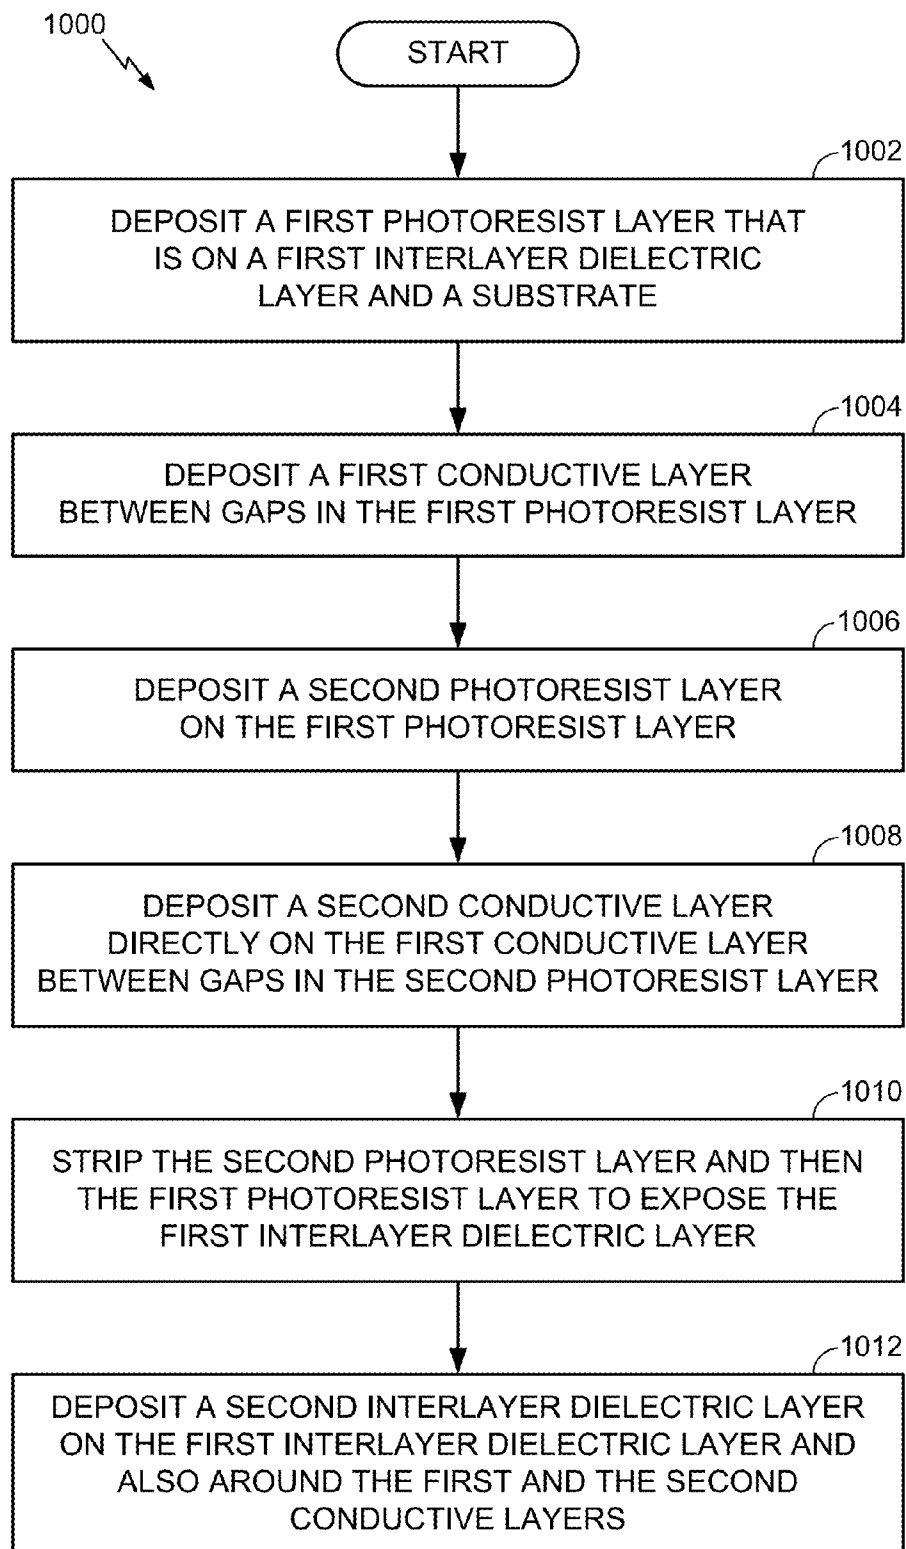 1000
START
1002
DEPOSIT A FIRST PHOTORESIST LAYER THAT
IS ON A FIRST INTERLAYER DIELECTRIC
LAYER AND A SUBSTRATE
1004
DEPOSIT A FIRST CONDUCTIVE LAYER
BETWEEN GAPS IN THE FIRST PHOTORESIST LAYER
1006
DEPOSIT A SECOND PHOTORESIST LAYER
ON THE FIRST PHOTORESIST LAYER
1008
DEPOSIT A SECOND CONDUCTIVE LAYER
DIRECTLY ON THE FIRST CONDUCTIVE LAYER
BETWEEN GAPS IN THE SECOND PHOTORESIST LAYER
1010
STRIP THE SECOND PHOTORESIST LAYER AND THEN
THE FIRST PHOTORESIST LAYER TO EXPOSE THE
FIRST INTERLAYER DIELECTRIC LAYER
1012
DEPOSIT A SECOND INTERLAYER DIELECTRIC LAYER
ON THE FIRST INTERLAYER DIELECTRIC LAYER AND
ALSO AROUND THE FIRST AND THE SECOND
CONDUCTIVE LAYERS